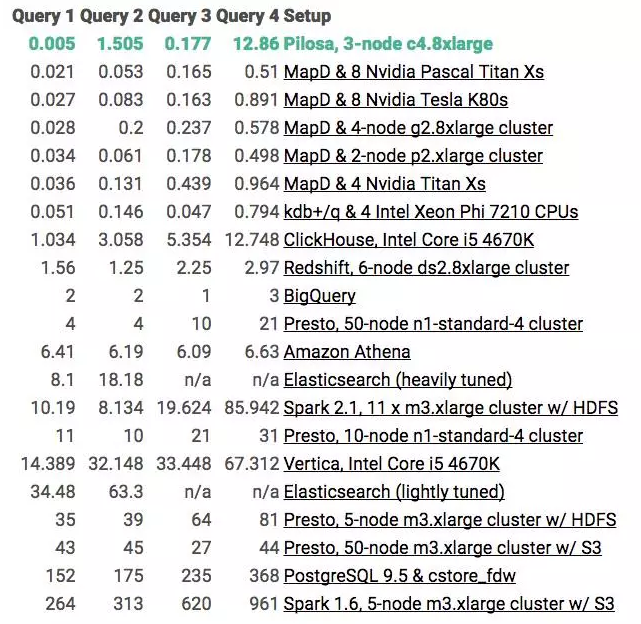 Query 1 Query 2 Query 3 Query 4 Setup
0.005 1.505 0.177 12.86 Pilosa, 3-node c4.8xlarge
0.021 0.053 0.165 0.51 MapD & 8 Nvidia Pascal Titan Xs
0.027 0.083 0.163 0.891 MapD & 8 Nvidia Tesla K80s
0.028 0.2 0.237 0.578 MapD & 4-node g2.8xlarge cluster
0.034 0.061 0.178 0.498 MapD & 2-node p2.xlarge cluster
0.036 0.131 0.439 0.964 MapD & 4 Nvidia Titan Xs
0.051 0.146 0.047 0.794 kdb+/q & 4 Intel Xeon Phi 7210 CPUs
1.034 3.058 5.354 12.748 ClickHouse, Intel Core i5 4670K
1.56 1.25 2.25 2.97 Redshift, 6-node ds2.8xlarge cluster
2 2 1 3 BigQuery
4 4 10 21 Presto, 50-node n1-standard-4 cluster
6.41 6.19 6.09 6.63 Amazon Athena
8.1 18.18 n/a n/a Elasticsearch (heavily tuned)
10.19 8.134 19.624 85.942 Spark 2.1, 11 x m3.xlarge cluster w/ HDFS
11 10 21 31 Presto, 10-node n1-standard-4 cluster
14.389 32.148 33.448 67.312 Vertica, Intel Core i5 4670K
34.48 63.3 n/a n/a Elasticsearch (lightly tuned)
35 39 64 81 Presto, 5-node m3.xlarge cluster w/ HDFS
43 45 27 44 Presto, 50-node m3.xlarge cluster w/ S3
152 175 235 368 PostgreSQL 9.5 & cstore_fdw
264 313 620 961 Spark 1.6, 5-node m3.xlarge cluster w/ S3